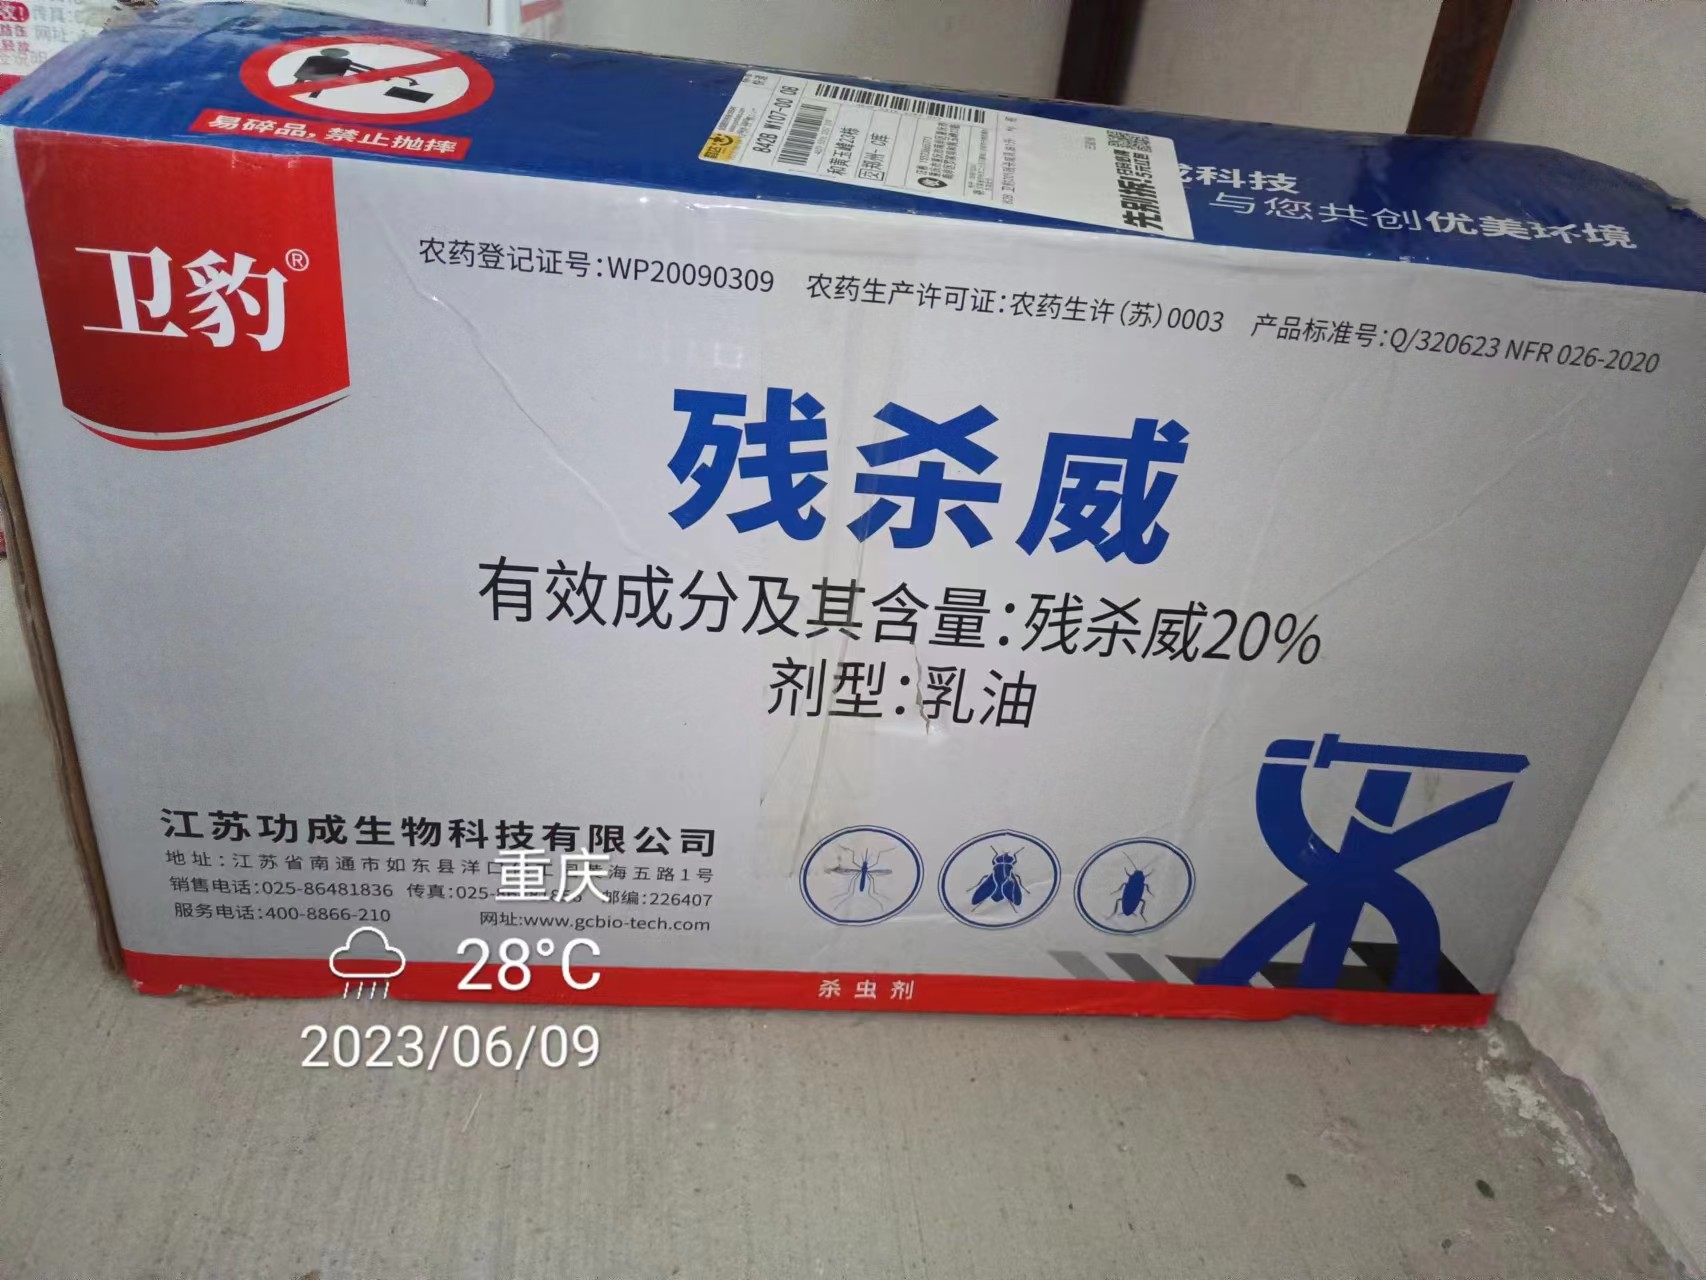 易碎品，禁止抛摔
842B W107-00 08
科技
与您共创优美环境
卫豹®
农药登记证号：WP20090309 农药生产许可证：农药生许（苏）0003 产品标准号：Q/320623 NFR 026-2020
残杀威
有效成分及其含量：残杀威20%
剂型：乳油
江苏功成生物科技有限公司
地址：江苏省南通市如东县洋口 海五路1号
销售电话：025-86481836 传真：025- 邮编：226407
服务电话：400-8866-210 网址:www.gcbio-tech.com
杀虫剂
重庆
28°C
2023/06/09